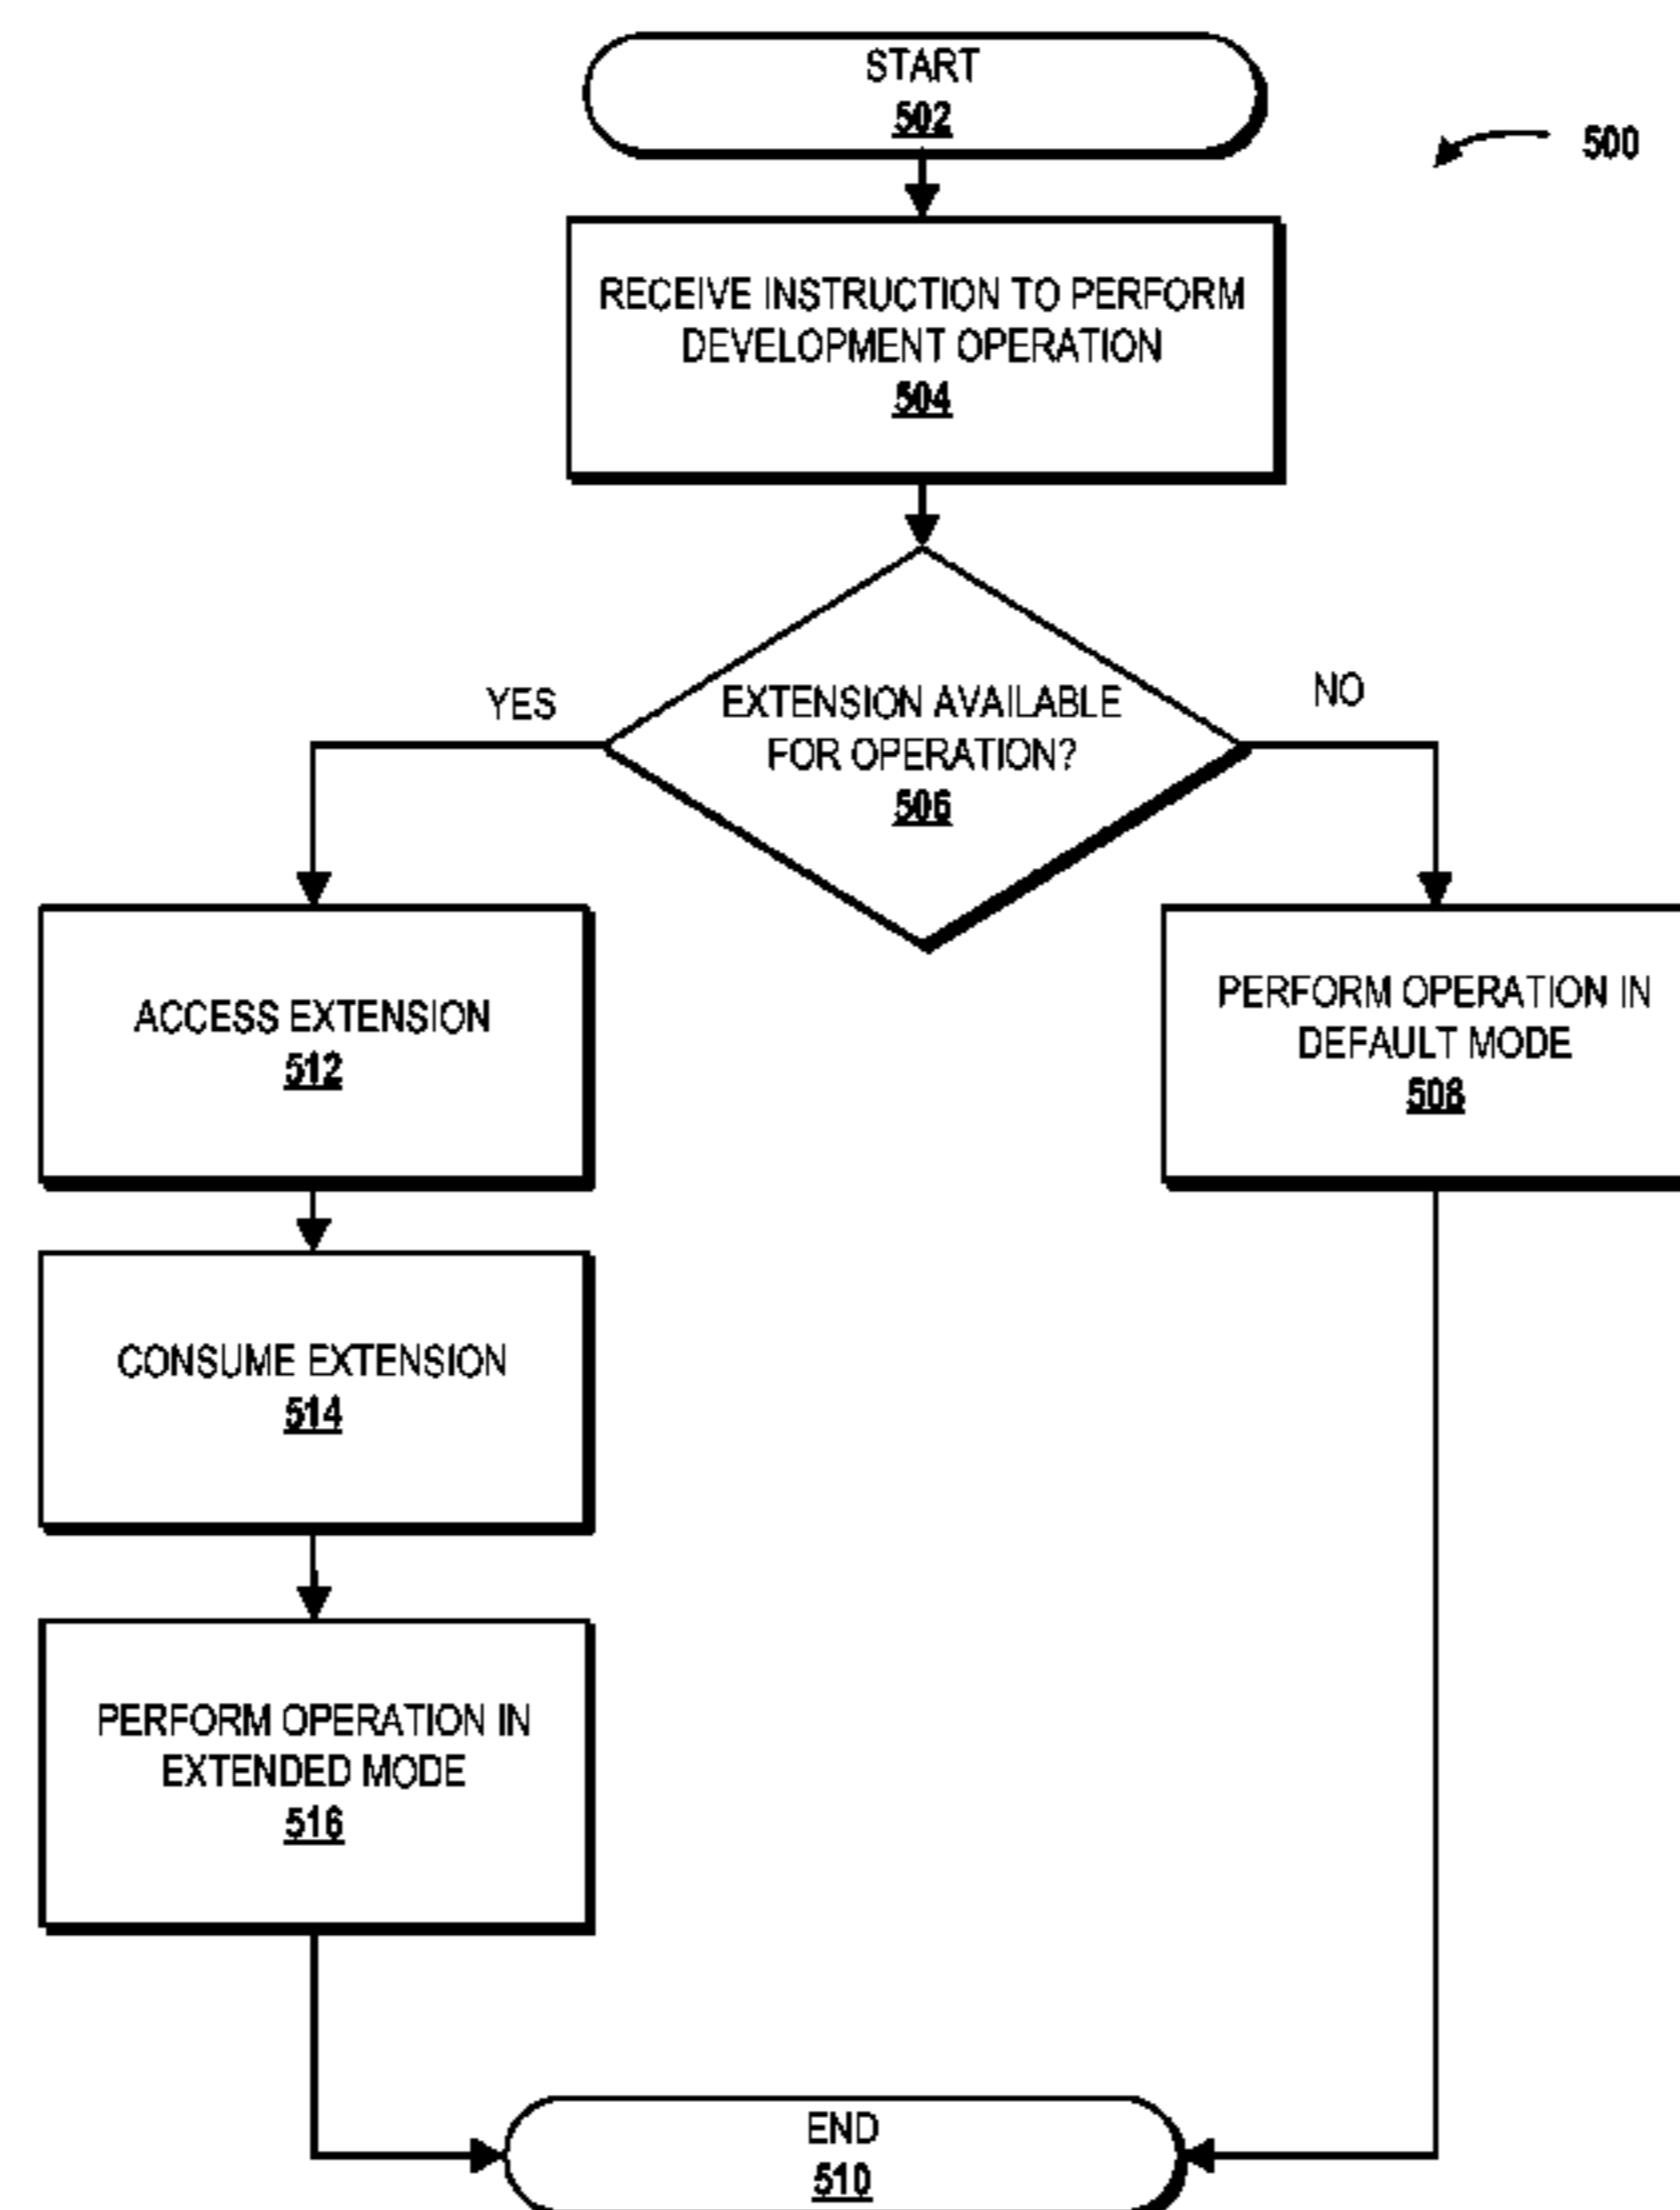 START
502
500
RECEIVE INSTRUCTION TO PERFORM
DEVELOPMENT OPERATION
504
YES
NO
EXTENSION AVAILABLE
FOR OPERATION?
506
ACCESS EXTENSION
512
PERFORM OPERATION IN
DEFAULT MODE
508
CONSUME EXTENSION
514
PERFORM OPERATION IN
EXTENDED MODE
516
END
510